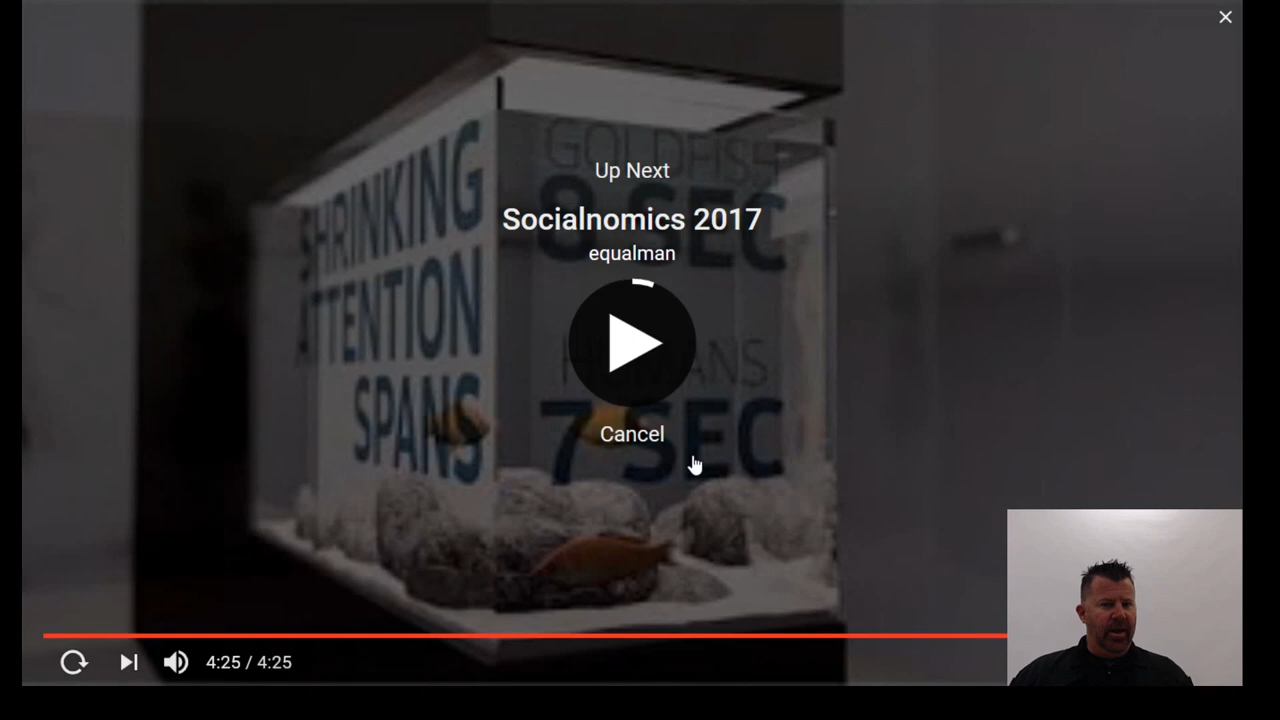 Up Next
Socialnomics 2017
equalman
Cancel
SHRINKING
ATTENTION
SPANS
GOLDFISH
8 SEC
HUMANS
7 SEC
4:25 / 4:25